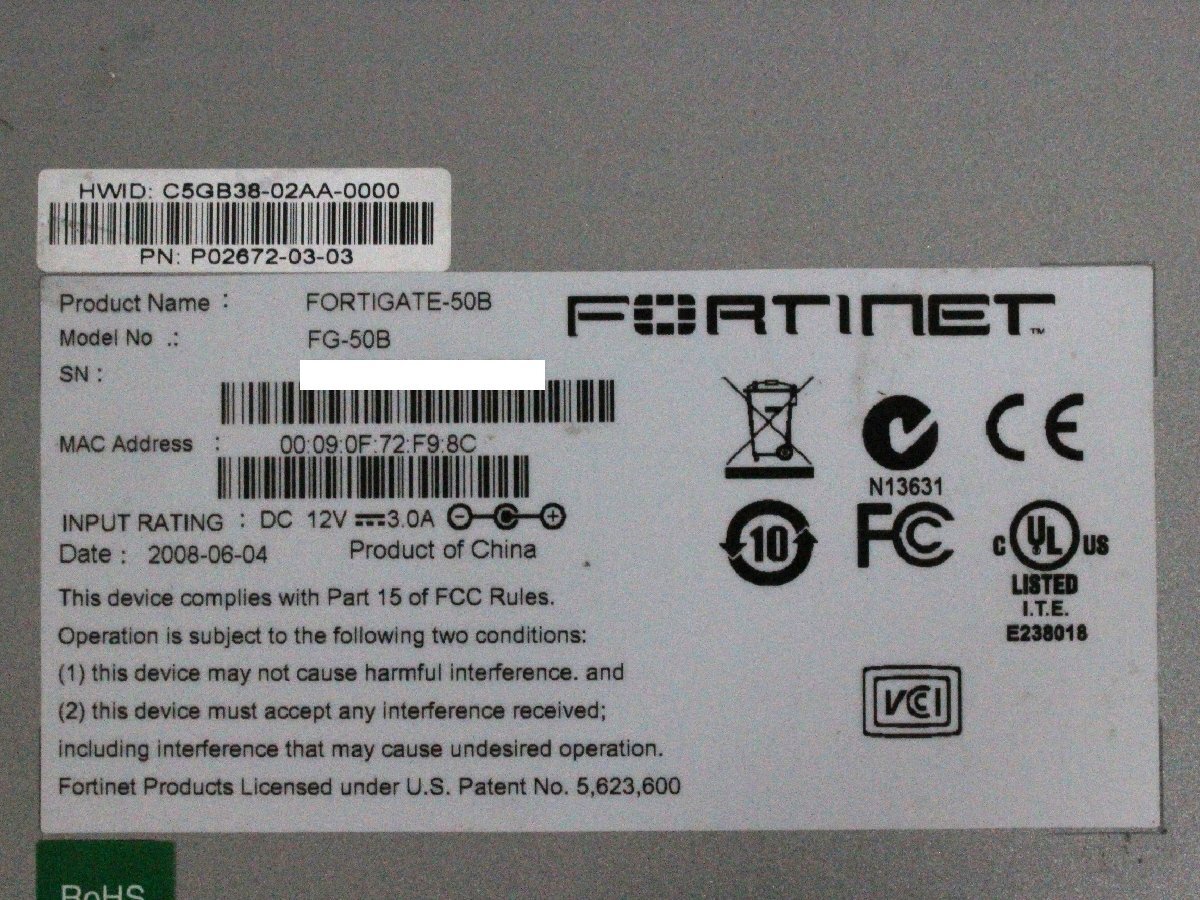 HWID: C5GB38-02AA-0000
PN: P02672-03-03
Product Name : FORTIGATE-50B
FORTINET™
Model No .: FG-50B
SN :
MAC Address : 00:09:0F:72:F9:8C
N13631
INPUT RATING : DC 12V 3.0A
Date : 2008-06-04 Product of China
10
FC
C UL US
LISTED
I.T.E.
E238018
This device complies with Part 15 of FCC Rules.
Operation is subject to the following two conditions:
(1) this device may not cause harmful interference. and
(2) this device must accept any interference received;
including interference that may cause undesired operation.
Fortinet Products Licensed under U.S. Patent No. 5,623,600
CE
VCCI
RoHS